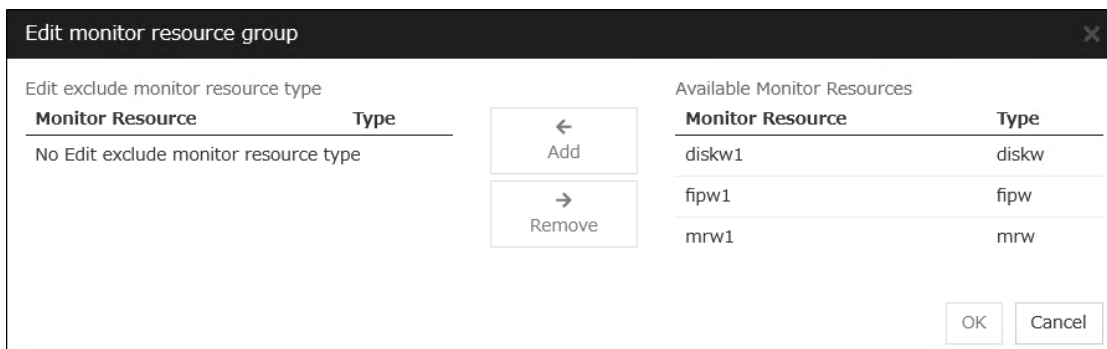 Edit monitor resource group
Edit exclude monitor resource type
Monitor Resource Type
No Edit exclude monitor resource type
Add
Remove
Available Monitor Resources
Monitor Resource Type
diskw1 diskw
fipw1 fipw
mrw1 mrw
OK Cancel